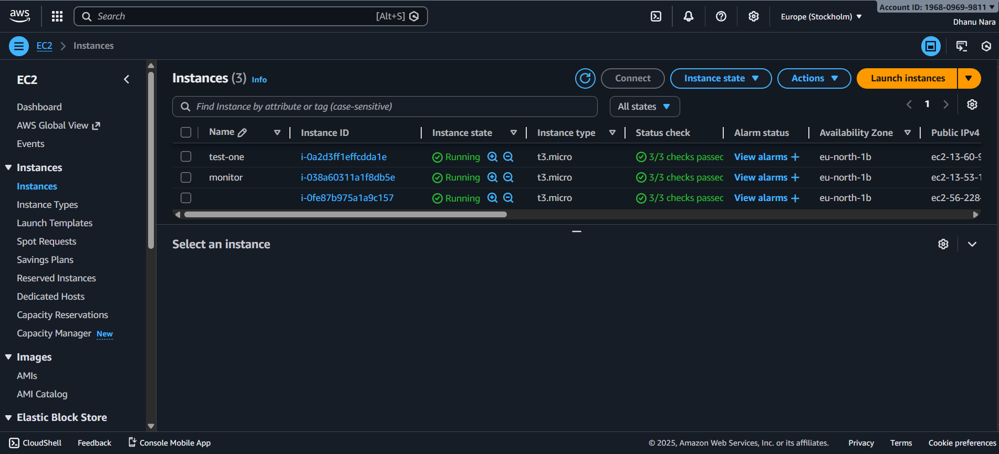 aws
Search [Alt+S]
Europe (Stockholm)
Account ID: 1968-0969-9811
Dhanu Nara
EC2 Instances
EC2
Dashboard
AWS Global View
Events
Instances
Instances
Instance Types
Launch Templates
Spot Requests
Savings Plans
Reserved Instances
Dedicated Hosts
Capacity Reservations
Capacity Manager New
Images
AMIs
AMI Catalog
Elastic Block Store
Instances (3) Info
Connect Instance state Actions Launch instances
Find Instance by attribute or tag (case-sensitive) All states 1
Name Instance ID Instance state Instance type Status check Alarm status Availability Zone Public IPv4
test-one i-0a2d3ff1effcdda1e Running t3.micro 3/3 checks passed View alarms + eu-north-1b ec2-13-60-9
monitor i-038a60311a1f8db5e Running t3.micro 3/3 checks passed View alarms + eu-north-1b ec2-13-53-1
i-0fe87b975a1a9c157 Running t3.micro 3/3 checks passed View alarms + eu-north-1b ec2-56-228-
Select an instance
CloudShell Feedback Console Mobile App © 2025, Amazon Web Services, Inc. or its affiliates. Privacy Terms Cookie preferences